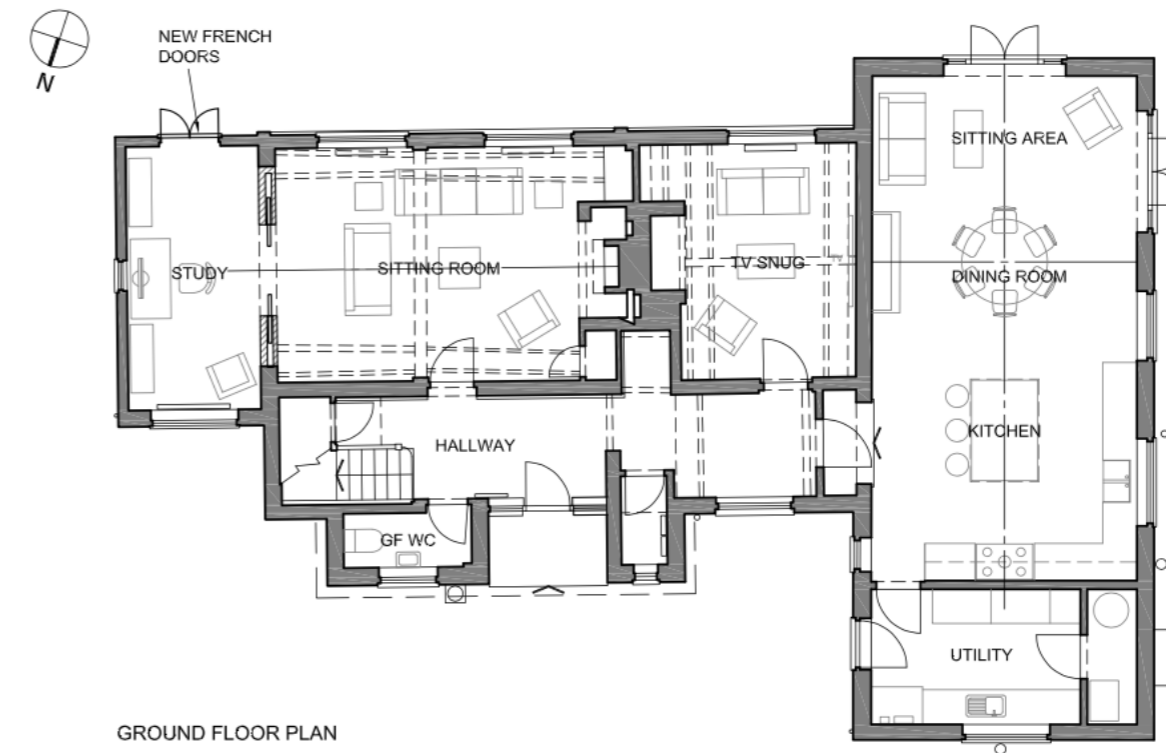 NEW FRENCH
DOORS
N
SITTING AREA
STUDY
SITTING ROOM
TV SNUG
DINING ROOM
KITCHEN
HALLWAY
GF WC
UTILITY
GROUND FLOOR PLAN